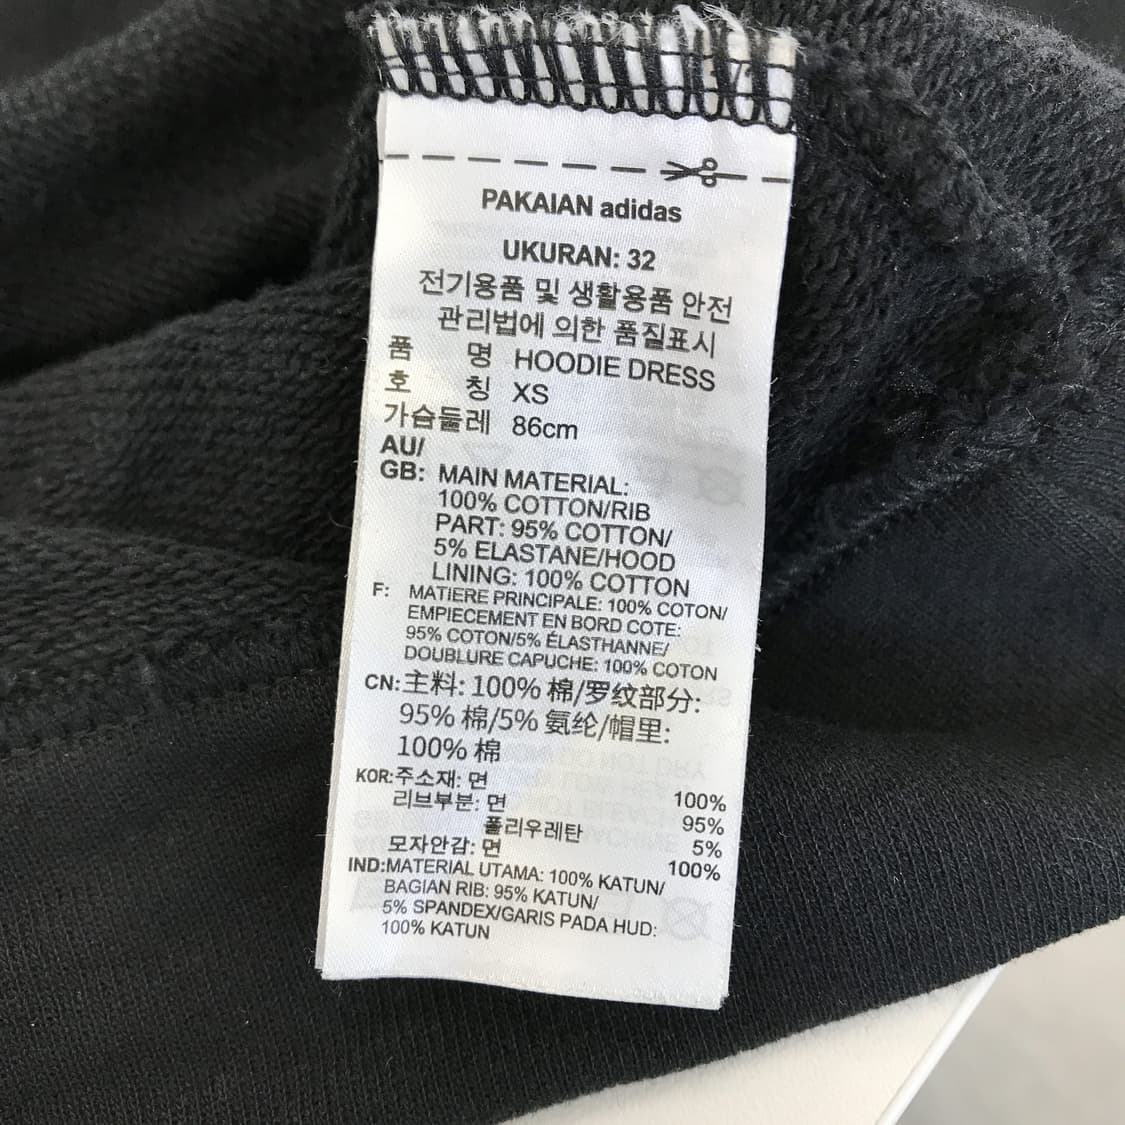 PAKAIAN adidas
UKURAN: 32
전기용품 및 생활용품 안전
관리법에 의한 품질표시
품 명 HOODIE DRESS
호 칭 XS
가슴둘레 86cm
AU/
GB: MAIN MATERIAL:
100% COTTON/RIB
PART: 95% COTTON/
5% ELASTANE/HOOD
LINING: 100% COTTON
F: MATIERE PRINCIPALE: 100% COTON/
EMPIECEMENT EN BORD COTE:
95% COTON/5% ÉLASTHANNE/
DOUBLURE CAPUCHE: 100% COTON
CN: 主料: 100% 棉/罗纹部分:
95% 棉/5% 氨纶/帽里:
100% 棉
KOR: 주소재: 면 100%
리브부분: 면 95%
폴리우레탄 5%
모자안감: 면 100%
IND: MATERIAL UTAMA: 100% KATUN/
BAGIAN RIB: 95% KATUN/
5% SPANDEX/GARIS PADA HUD:
100% KATUN